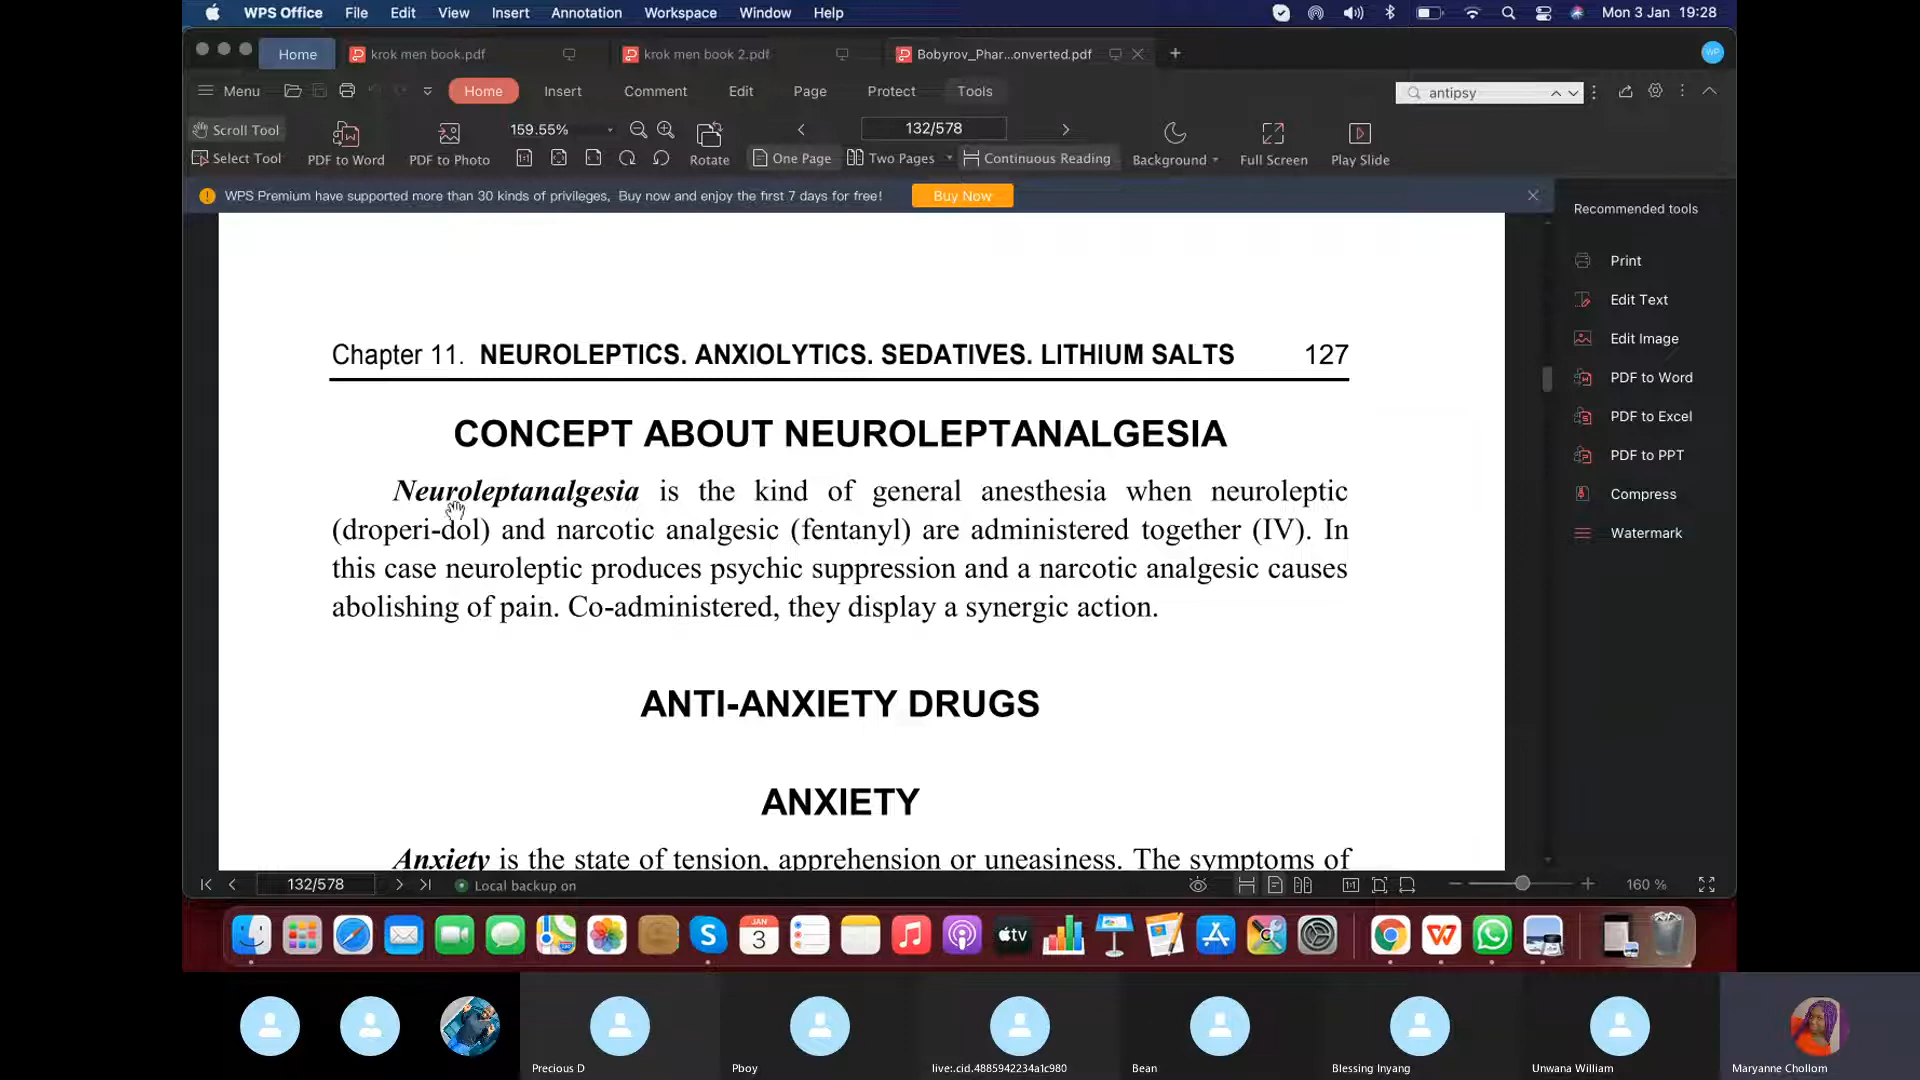 WPS Office File Edit View Insert Annotation Workspace Window Help Mon 3 Jan 19:28
Home krok men book.pdf krok men book 2.pdf Bobyrov_Phar...onverted.pdf WP
Menu Home Insert Comment Edit Page Protect Tools antipsy
Scroll Tool 159.55% 132/578
Select Tool PDF to Word PDF to Photo Rotate One Page Two Pages Continuous Reading Background Full Screen Play Slide
WPS Premium have supported more than 30 kinds of privileges, Buy now and enjoy the first 7 days for free! Buy Now
Recommended tools
Print
Edit Text
Edit Image
PDF to Word
PDF to Excel
PDF to PPT
Compress
Watermark
Chapter 11. NEUROLEPTICS. ANXIOLYTICS. SEDATIVES. LITHIUM SALTS 127
CONCEPT ABOUT NEUROLEPTANALGESIA
Neuroleptanalgesia is the kind of general anesthesia when neuroleptic
(droperi-dol) and narcotic analgesic (fentanyl) are administered together (IV). In
this case neuroleptic produces psychic suppression and a narcotic analgesic causes
abolishing of pain. Co-administered, they display a synergic action.
ANTI-ANXIETY DRUGS
ANXIETY
Anxiety is the state of tension, apprehension or uneasiness. The symptoms of
132/578 Local backup on 160 %
JAN
3
tv
Precious D Pboy live:.cid.4885942234a1c980 Bean Blessing Inyang Unwana William Maryanne Chollom